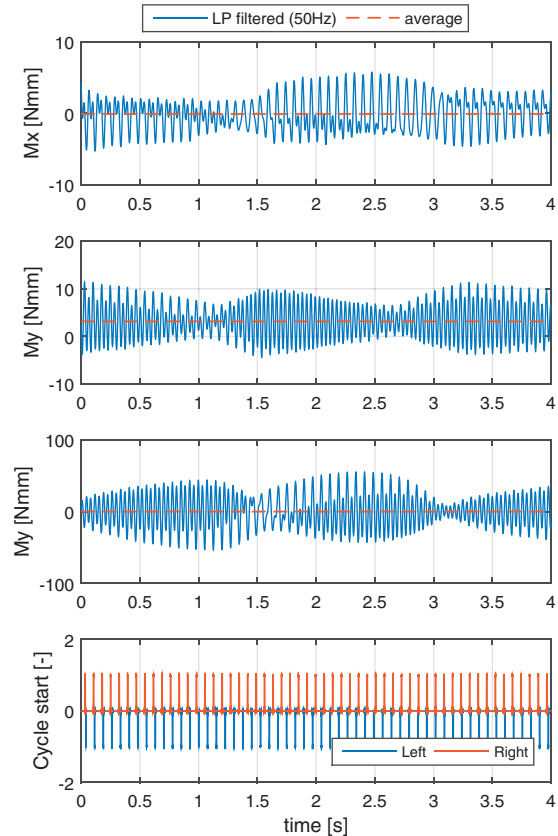 LP filtered (50Hz) average
10
0
-10
Mx [Nmm]
0 0.5 1 1.5 2 2.5 3 3.5 4
20
10
0
-10
My [Nmm]
0 0.5 1 1.5 2 2.5 3 3.5 4
100
0
-100
My [Nmm]
0 0.5 1 1.5 2 2.5 3 3.5 4
2
0
-2
Cycle start [-]
Left Right
0 0.5 1 1.5 2 2.5 3 3.5 4
time [s]